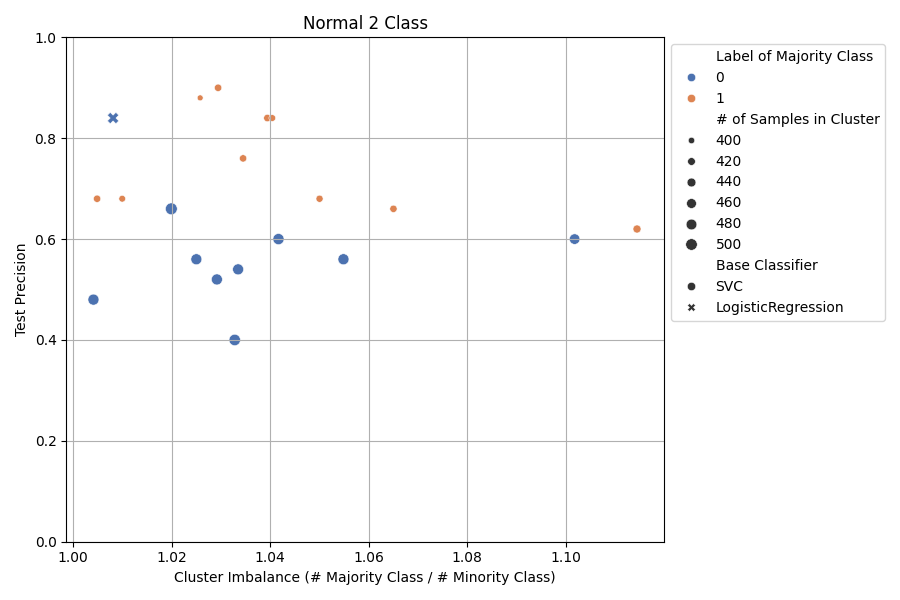 Normal 2 Class
1.0
0.8
0.6
0.4
0.2
0.0
Test Precision
1.00
1.02
1.04
1.06
1.08
1.10
Cluster Imbalance (# Majority Class / # Minority Class)
Label of Majority Class
0
1
# of Samples in Cluster
400
420
440
460
480
500
Base Classifier
SVC
LogisticRegression